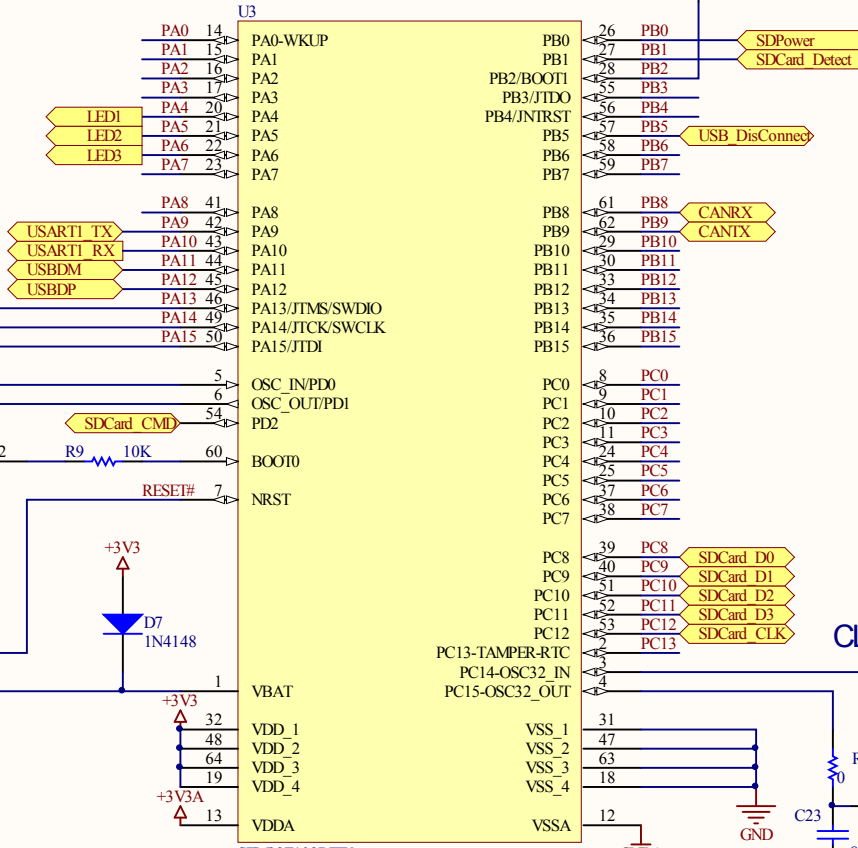 U3
PA0 14 PA0-WKUP PB0 26 PB0 SDPower
PA1 15 PA1 PB1 27 PB1 SDCard_Detect
PA2 16 PA2 PB2/BOOT1 28 PB2
PA3 17 PA3 PB3/JTDO 55 PB3
LED1 PA4 20 PA4 PB4/JNTRST 56 PB4
LED2 PA5 21 PA5 PB5 57 PB5 USB_DisConnect
LED3 PA6 22 PA6 PB6 58 PB6
PA7 23 PA7 PB7 59 PB7
PA8 41 PA8 PB8 61 PB8 CANRX
USART1_TX PA9 42 PA9 PB9 62 PB9 CANTX
USART1_RX PA10 43 PA10 PB10 29 PB10
USBDM PA11 44 PA11 PB11 30 PB11
USBDP PA12 45 PA12 PB12 33 PB12
PA13 46 PA13/JTMS/SWDIO PB13 34 PB13
PA14 49 PA14/JTCK/SWCLK PB14 35 PB14
PA15 50 PA15/JTDI PB15 36 PB15
5 OSC_IN/PD0 PC0 8 PC0
6 OSC_OUT/PD1 PC1 9 PC1
SDCard_CMD 54 PD2 PC2 10 PC2
PC3 11 PC3
2 R9 10K 60 BOOT0 PC4 24 PC4
PC5 25 PC5
RESET# 7 NRST PC6 37 PC6
PC7 38 PC7
+3V3 PC8 39 PC8 SDCard_D0
PC9 40 PC9 SDCard_D1
PC10 51 PC10 SDCard_D2
D7 PC11 52 PC11 SDCard_D3
1N4148 PC12 53 PC12 SDCard_CLK
PC13-TAMPER-RTC 2 PC13
PC14-OSC32_IN 3
1 VBAT PC15-OSC32_OUT 4
+3V3
32 VDD_1 VSS_1 31
48 VDD_2 VSS_2 47
64 VDD_3 VSS_3 63
19 VDD_4 VSS_4 18 0
+3V3A
13 VDDA VSSA 12 GND C23